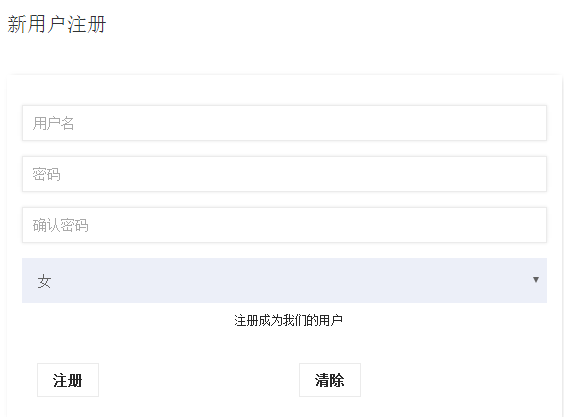 新用户注册
用户名
密码
确认密码
女
注册成为我们的用户
注册 清除